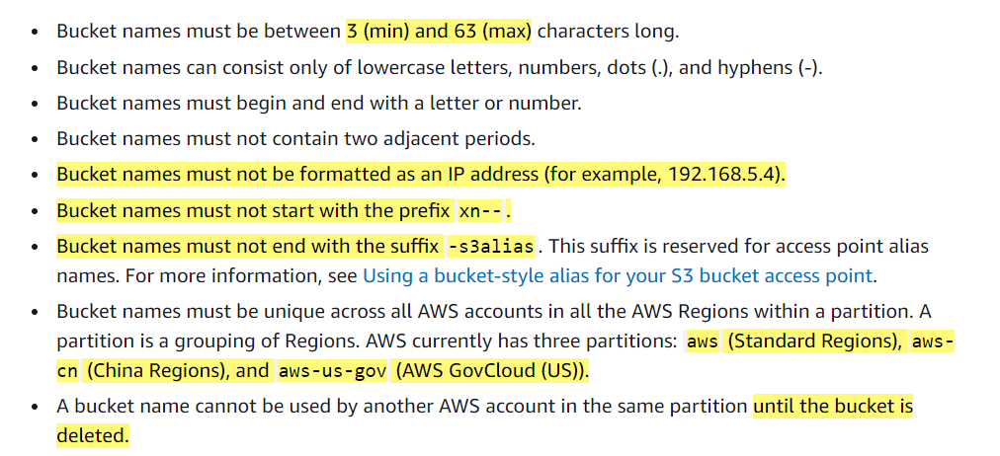 • Bucket names must be between 3 (min) and 63 (max) characters long.
• Bucket names can consist only of lowercase letters, numbers, dots (.), and hyphens (-).
• Bucket names must begin and end with a letter or number.
• Bucket names must not contain two adjacent periods.
• Bucket names must not be formatted as an IP address (for example, 192.168.5.4).
• Bucket names must not start with the prefix xn--.
• Bucket names must not end with the suffix -s3alias. This suffix is reserved for access point alias
names. For more information, see Using a bucket-style alias for your S3 bucket access point.
• Bucket names must be unique across all AWS accounts in all the AWS Regions within a partition. A
partition is a grouping of Regions. AWS currently has three partitions: aws (Standard Regions), aws-
cn (China Regions), and aws-us-gov (AWS GovCloud (US)).
• A bucket name cannot be used by another AWS account in the same partition until the bucket is
deleted.